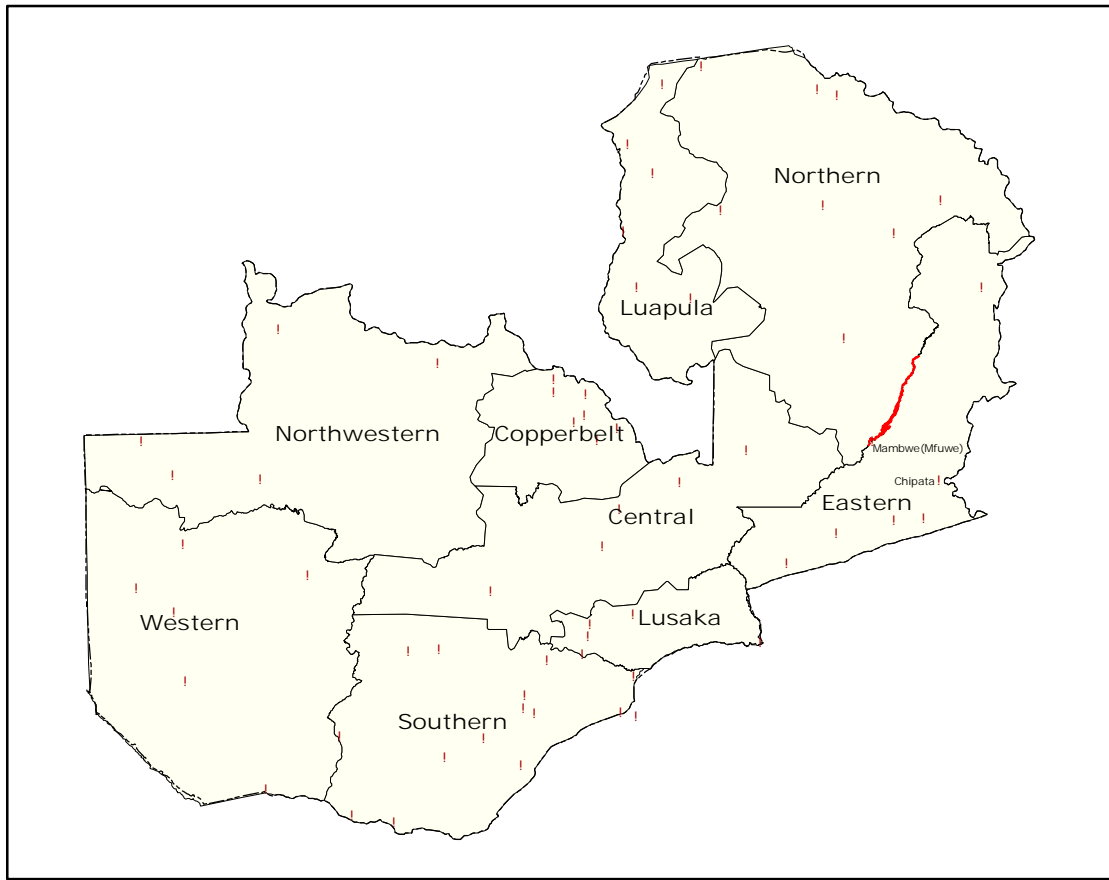 Northern
Luapula
Northwestern
Copperbelt
Mambwe(Mfuwe)
Chipata
Eastern
Central
Lusaka
Western
Southern